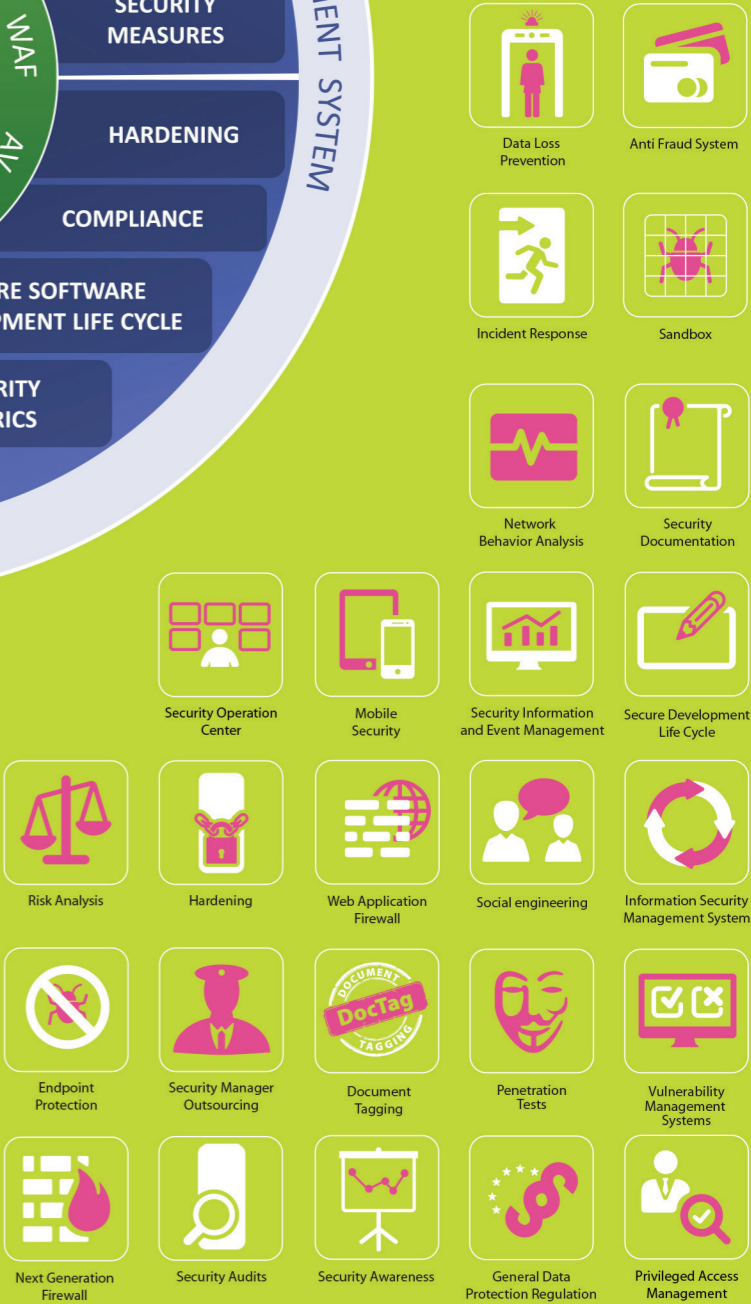 SECURITY
MEASURES
HARDENING
COMPLIANCE
RE SOFTWARE
PMENT LIFE CYCLE
RITY
RICS
WAF
AV
ENT SYSTEM
Data Loss
Prevention
Anti Fraud System
Incident Response
Sandbox
Network
Behavior Analysis
Security
Documentation
Security Operation
Center
Mobile
Security
Security Information
and Event Management
Secure Development
Life Cycle
Risk Analysis
Hardening
Web Application
Firewall
Social engineering
Information Security
Management System
Endpoint
Protection
Security Manager
Outsourcing
DOCUMENT
DocTag
TAGGING
Document
Tagging
Penetration
Tests
Vulnerability
Management
Systems
Next Generation
Firewall
Security Audits
Security Awareness
General Data
Protection Regulation
Privileged Access
Management